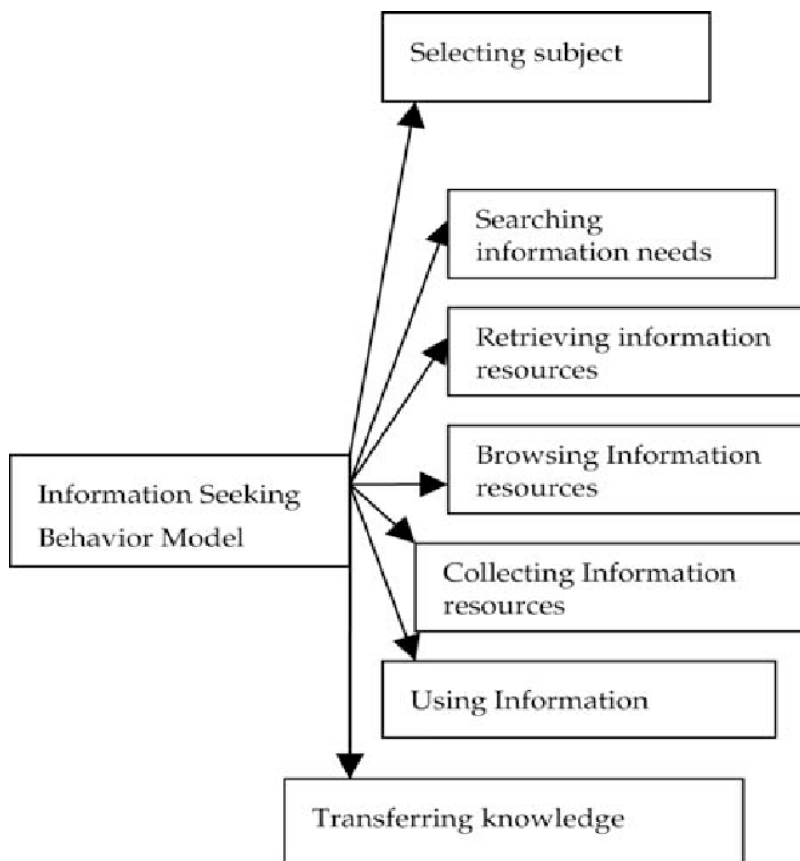 Selecting subject
Searching
information needs
Retrieving information
resources
Browsing Information
resources
Information Seeking
Behavior Model
Collecting Information
resources
Using Information
Transferring knowledge